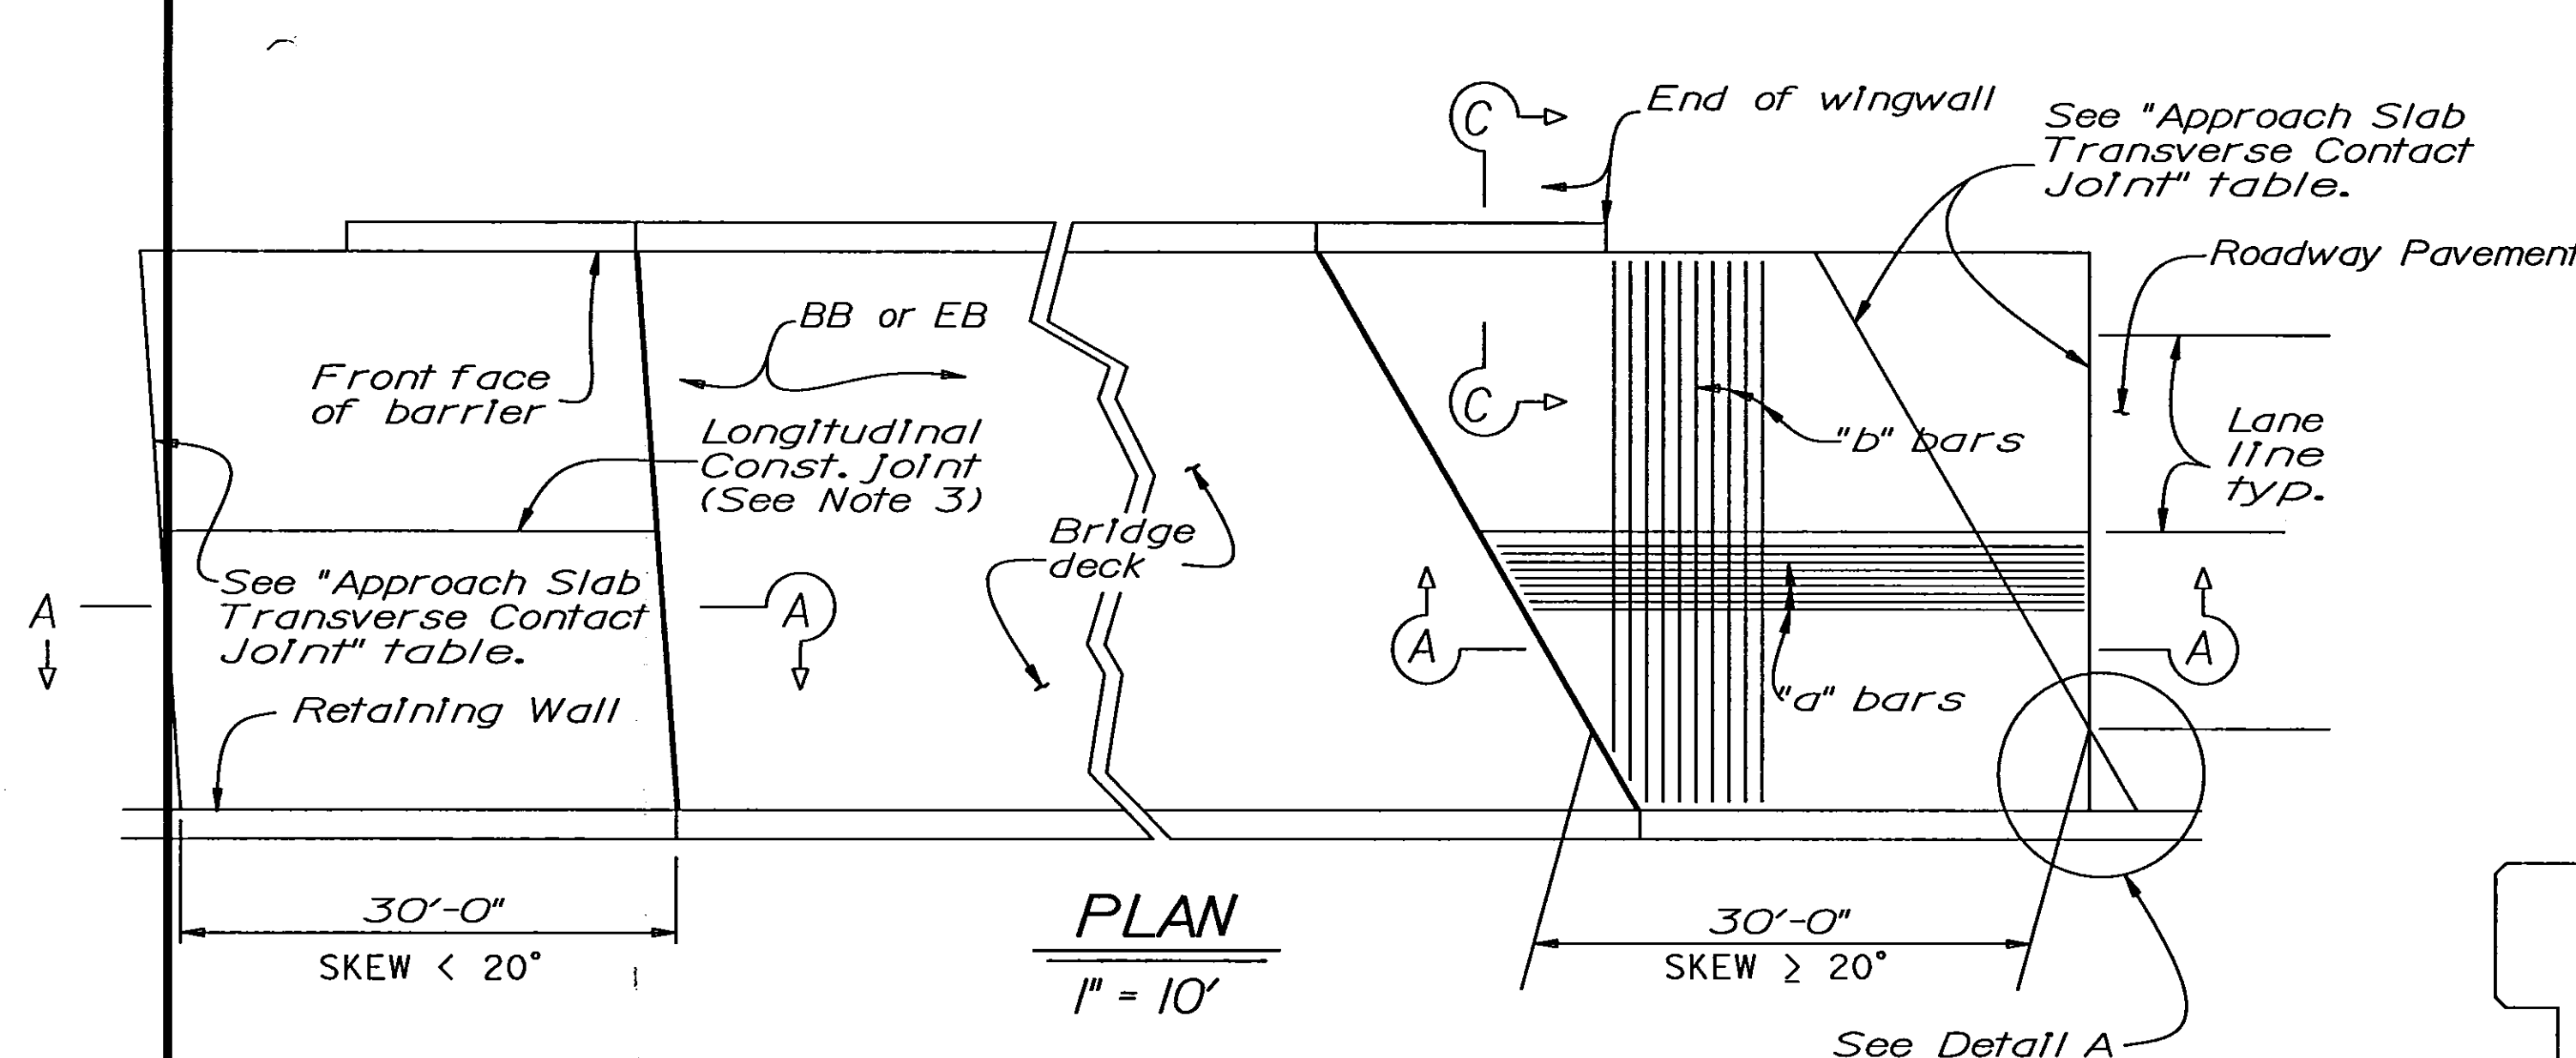 C
End of wingwall
See "Approach Slab
Transverse Contact
Joint" table.
Roadway Pavement
BB or EB
Front face
of barrier
Longitudinal
Const. joint
(See Note 3)
C
"b" bars
Lane
line
typ.
Bridge
deck
See "Approach Slab
Transverse Contact
Joint" table.
A
A
A
A
Retaining Wall
"a" bars
30'-0"
SKEW < 20°
PLAN
1" = 10'
30'-0"
SKEW ≥ 20°
See Detail A